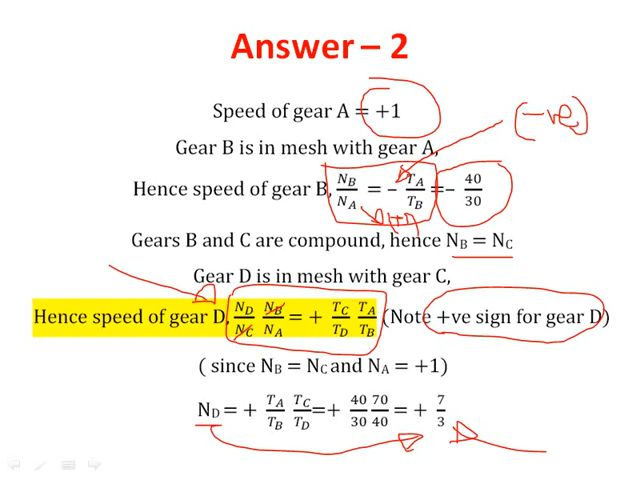 Answer – 2
Speed of gear A = +1
(-ve)
Gear B is in mesh with gear A,
Hence speed of gear B, N_B/N_A = – T_A/T_B = – 40/30
(+1)
Gears B and C are compound, hence N_B = N_C
Gear D is in mesh with gear C,
Hence speed of gear D, N_D/N_C N_B/N_A = + T_C/T_D T_A/T_B (Note +ve sign for gear D)
( since N_B = N_C and N_A = +1)
N_D = + T_A/T_B T_C/T_D = + 40/30 70/40 = + 7/3